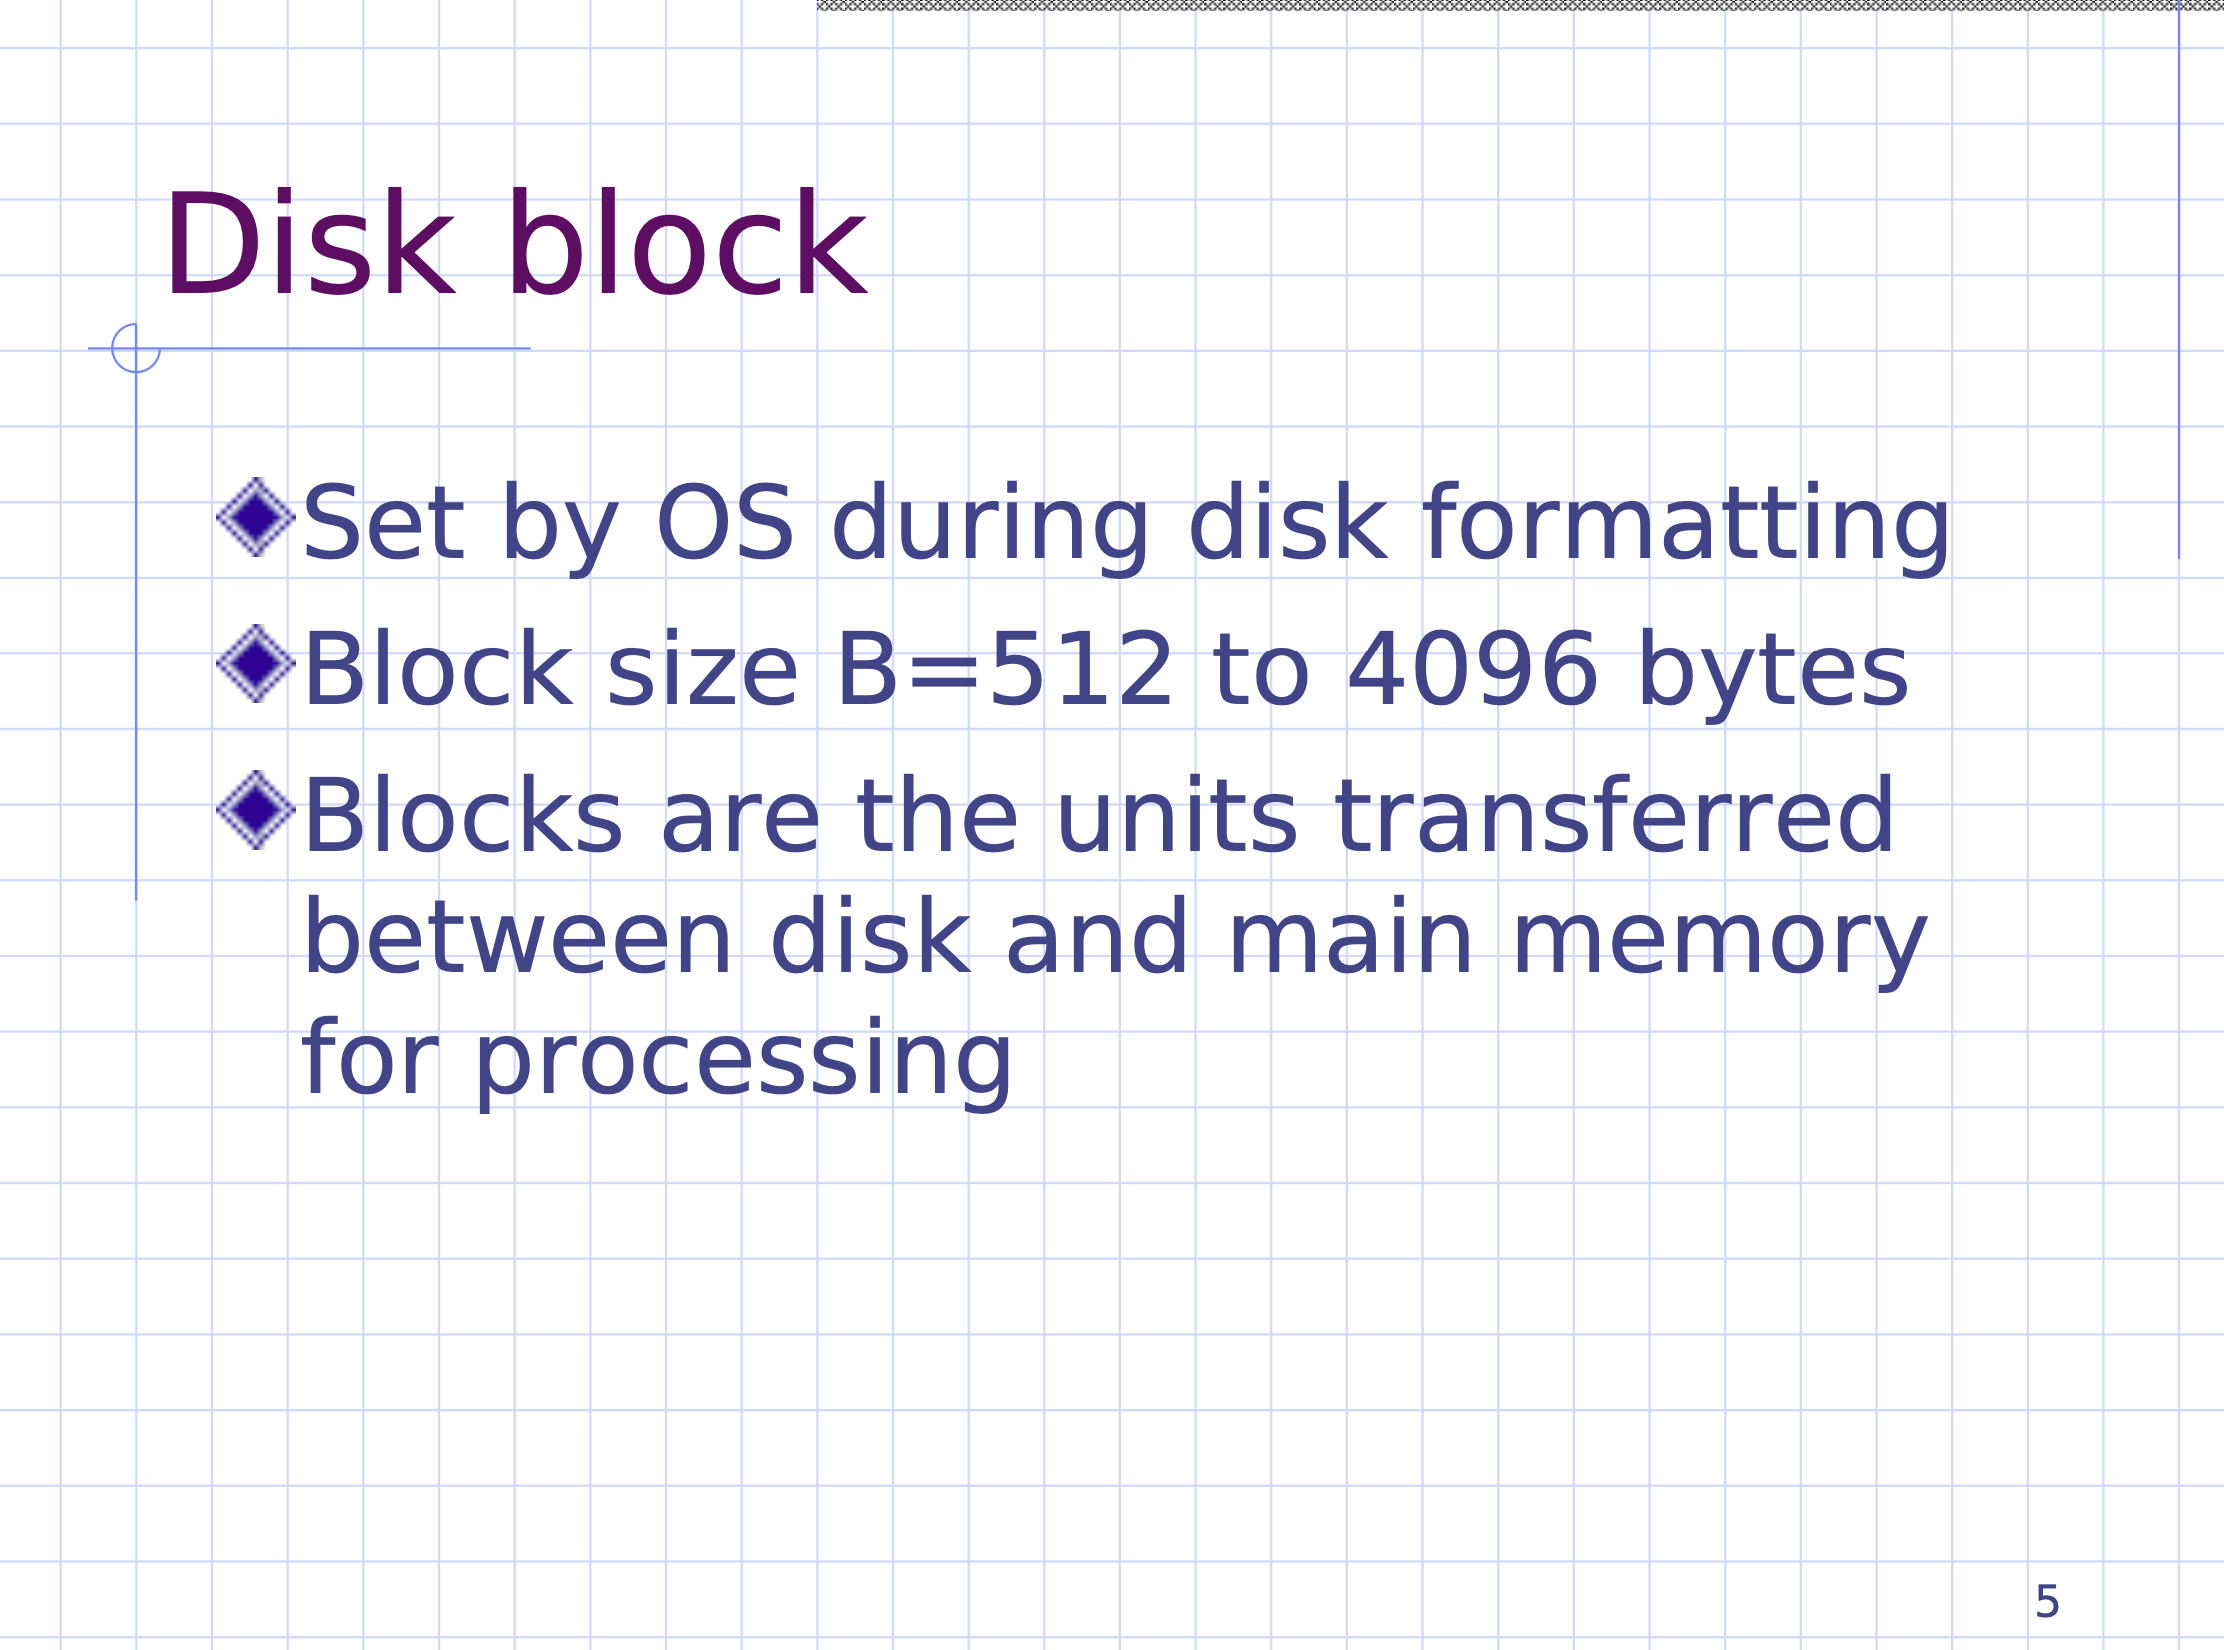 Disk block
Set by OS during disk formatting
Block size B=512 to 4096 bytes
Blocks are the units transferred
between disk and main memory
for processing
5